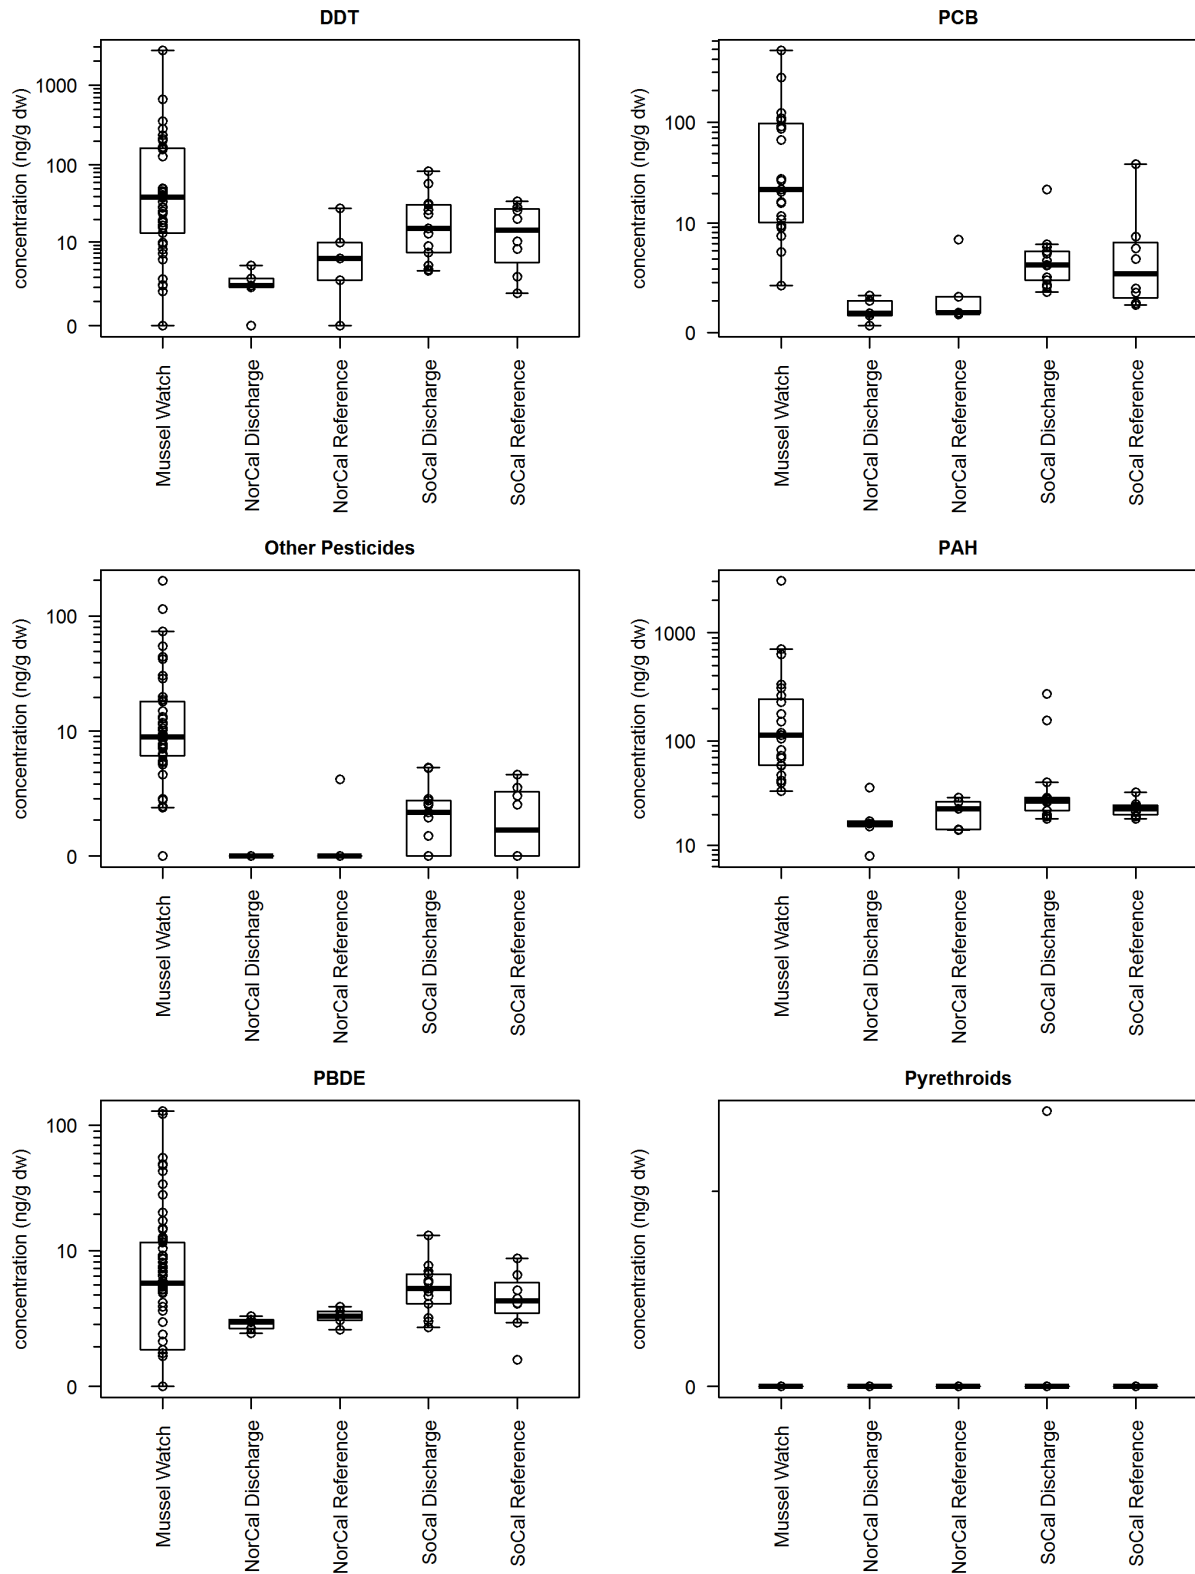 DDT
concentration (ng/g dw)
1000
100
10
0
Mussel Watch
NorCal Discharge
NorCal Reference
SoCal Discharge
SoCal Reference
PCB
concentration (ng/g dw)
100
10
0
Mussel Watch
NorCal Discharge
NorCal Reference
SoCal Discharge
SoCal Reference
Other Pesticides
concentration (ng/g dw)
100
10
0
Mussel Watch
NorCal Discharge
NorCal Reference
SoCal Discharge
SoCal Reference
PAH
concentration (ng/g dw)
1000
100
10
Mussel Watch
NorCal Discharge
NorCal Reference
SoCal Discharge
SoCal Reference
PBDE
concentration (ng/g dw)
100
10
0
Mussel Watch
NorCal Discharge
NorCal Reference
SoCal Discharge
SoCal Reference
Pyrethroids
concentration (ng/g dw)
0
Mussel Watch
NorCal Discharge
NorCal Reference
SoCal Discharge
SoCal Reference